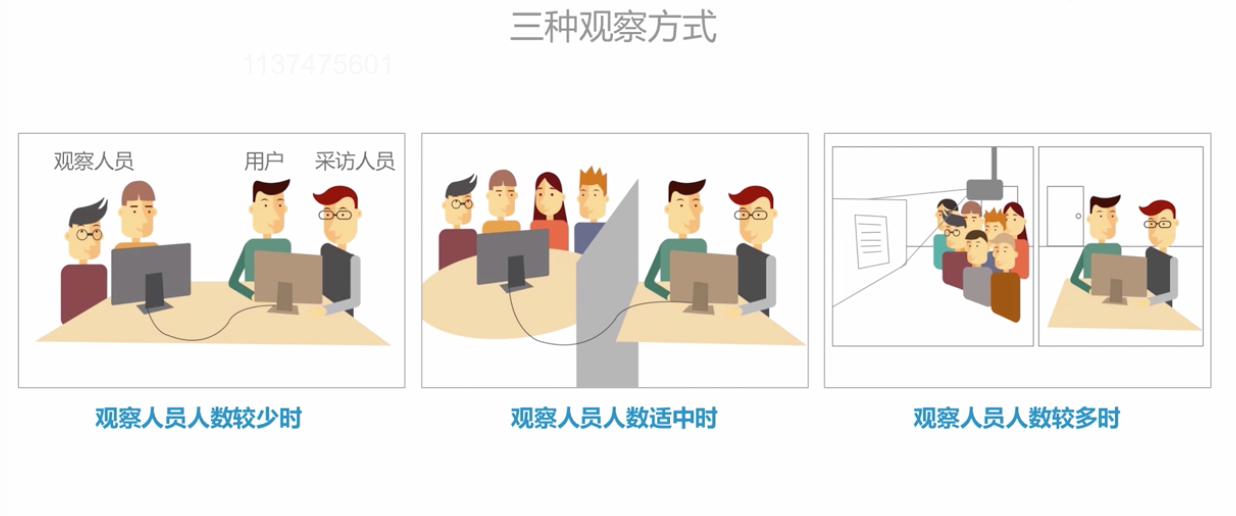 三种观察方式
1137475601
观察人员 用户 采访人员
观察人员人数较少时
观察人员人数适中时
观察人员人数较多时